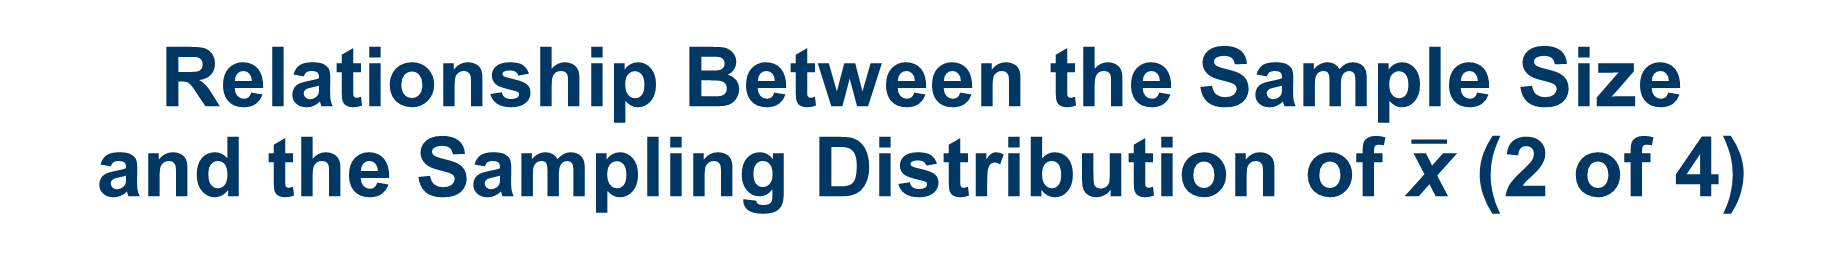 Relationship Between the Sample Size
and the Sampling Distribution of x̄ (2 of 4)